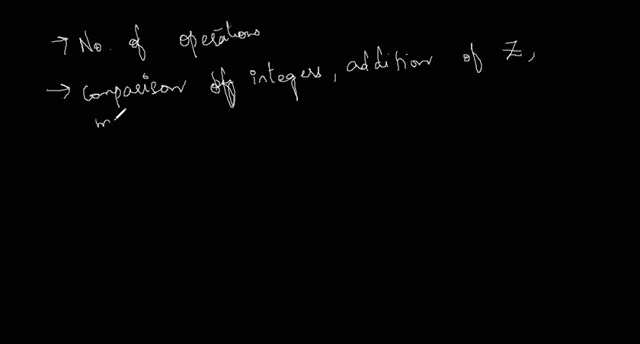 → No. of operations
→ Comparison of integers, addition of ℤ,
m